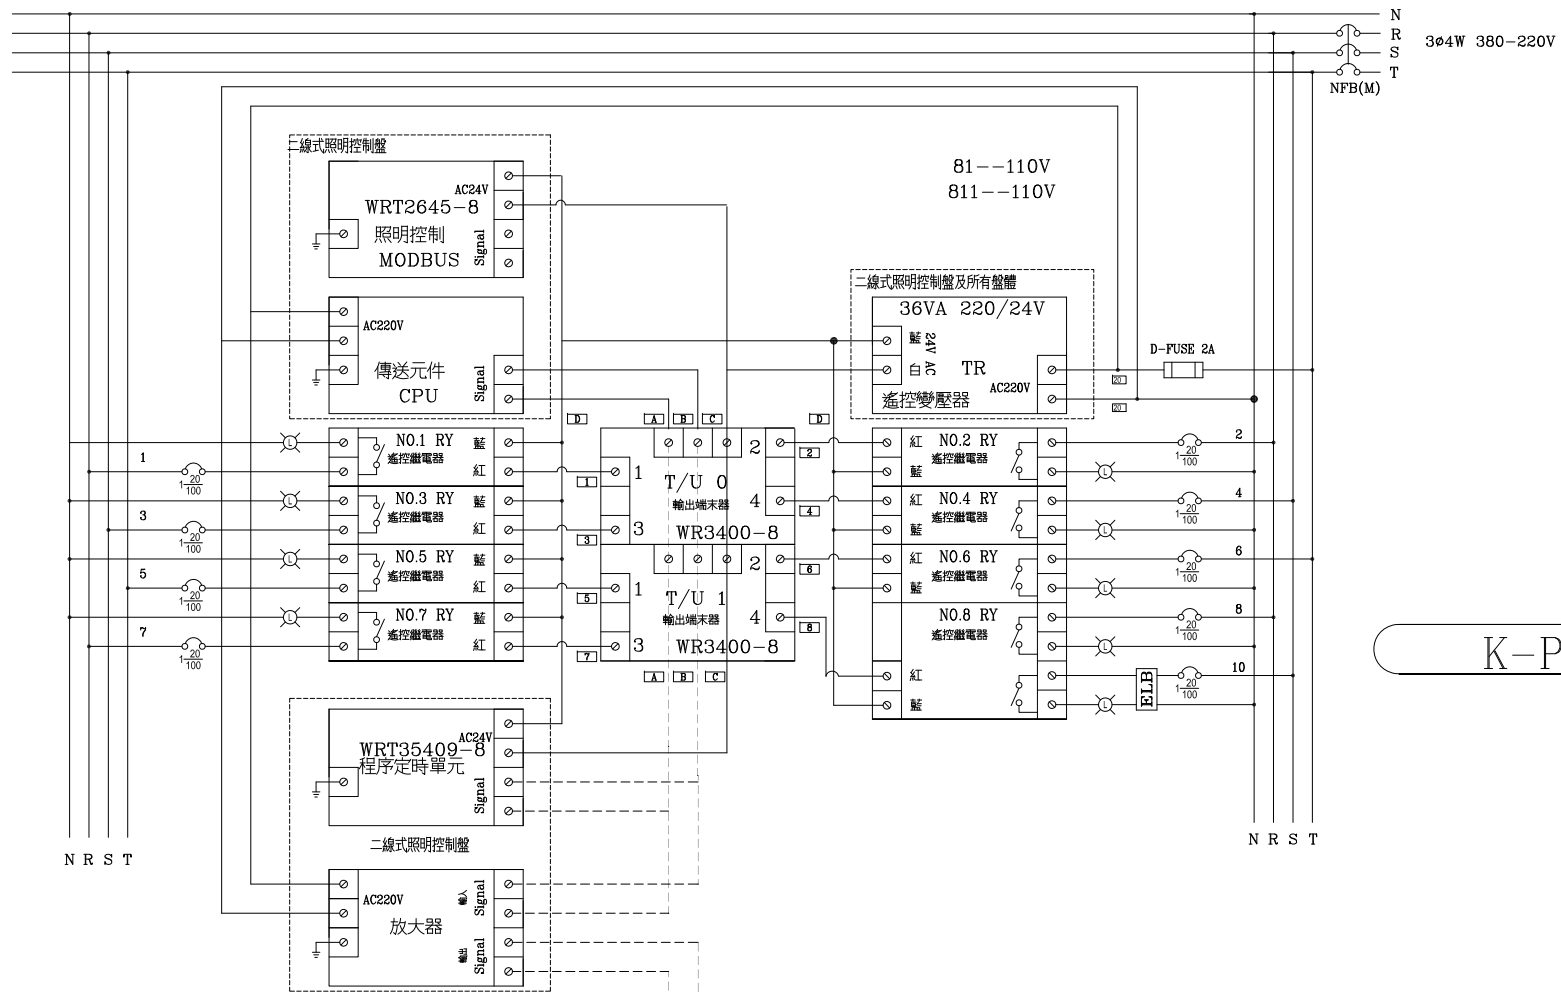 N
R
S
T
3ø4W 380-220V
NFB(M)
二線式照明控制盤
AC24V
WRT2645-8
照明控制
MODBUS
Signal
81--110V
811--110V
AC220V
傳送元件
CPU
Signal
二線式照明控制盤及所有盤體
36VA 220/24V
藍
白
24V
AC
TR
AC220V
遙控變壓器
D-FUSE 2A
20
20
D
A
B
C
D
NO.1 RY
遙控繼電器
藍
紅
1
20
1
100
NO.3 RY
遙控繼電器
藍
紅
3
20
1
100
NO.5 RY
遙控繼電器
藍
紅
5
20
1
100
NO.7 RY
遙控繼電器
藍
紅
7
20
1
100
L
L
L
L
1
3
5
7
1
2
T/U 0
輸出端末器
4
3
WR3400-8
1
2
T/U 1
輸出端末器
4
3
WR3400-8
A
B
C
2
4
6
8
紅
NO.2 RY
遙控繼電器
藍
2
20
1
100
紅
NO.4 RY
遙控繼電器
藍
4
20
1
100
紅
NO.6 RY
遙控繼電器
藍
6
20
1
100
NO.8 RY
遙控繼電器
紅
藍
8
20
1
100
10
20
1
100
L
L
L
L
L
ELB
K-P
WRT35409-8
AC24V
程序定時單元
Signal
二線式照明控制盤
AC220V
放大器
輸入
Signal
輸出
Signal
N R S T
N R S T